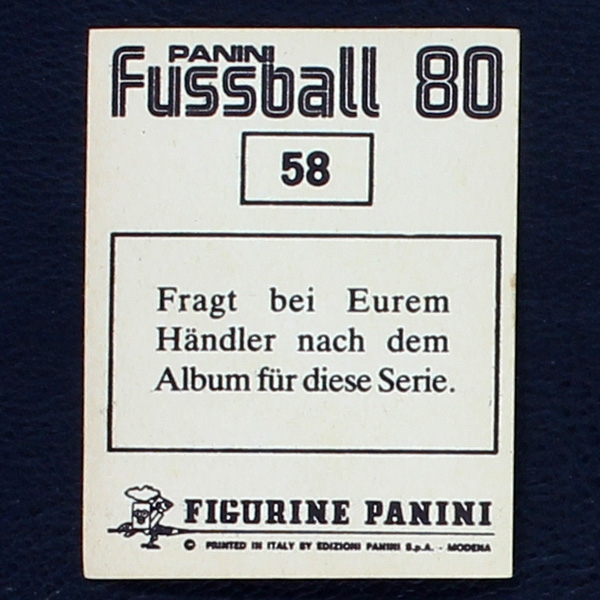 PANINI
Fussball 80
58
Fragt bei Eurem
Händler nach dem
Album für diese Serie.
FIGURINE PANINI
© PRINTED IN ITALY BY EDIZIONI PANINI S.p.A. - MODENA